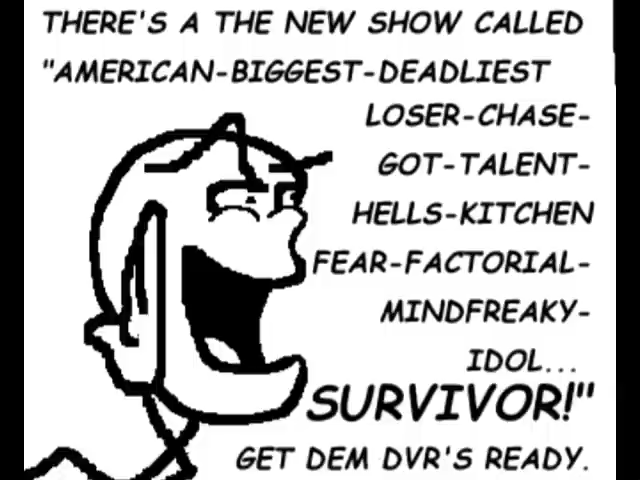 THERE'S A THE NEW SHOW CALLED
"AMERICAN-BIGGEST-DEADLIEST
LOSER-CHASE-
GOT-TALENT-
HELLS-KITCHEN
FEAR-FACTORIAL-
MINDFREAKY-
IDOL...
SURVIVOR!"
GET DEM DVR'S READY.